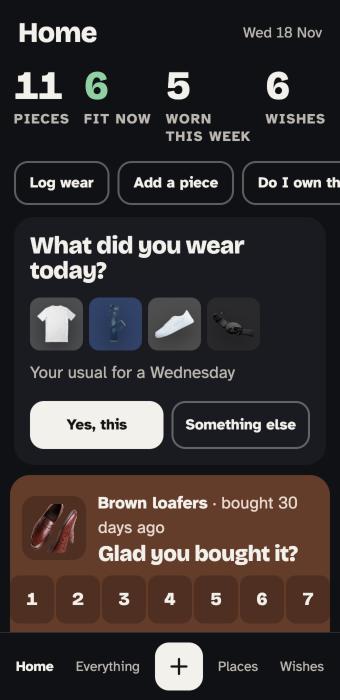 Home
Wed 18 Nov
11 6 5 6
PIECES FIT NOW WORN THIS WEEK WISHES
Log wear Add a piece Do I own th
What did you wear
today?
Your usual for a Wednesday
Yes, this Something else
Brown loafers · bought 30
days ago
Glad you bought it?
1 2 3 4 5 6 7
Home Everything + Places Wishes